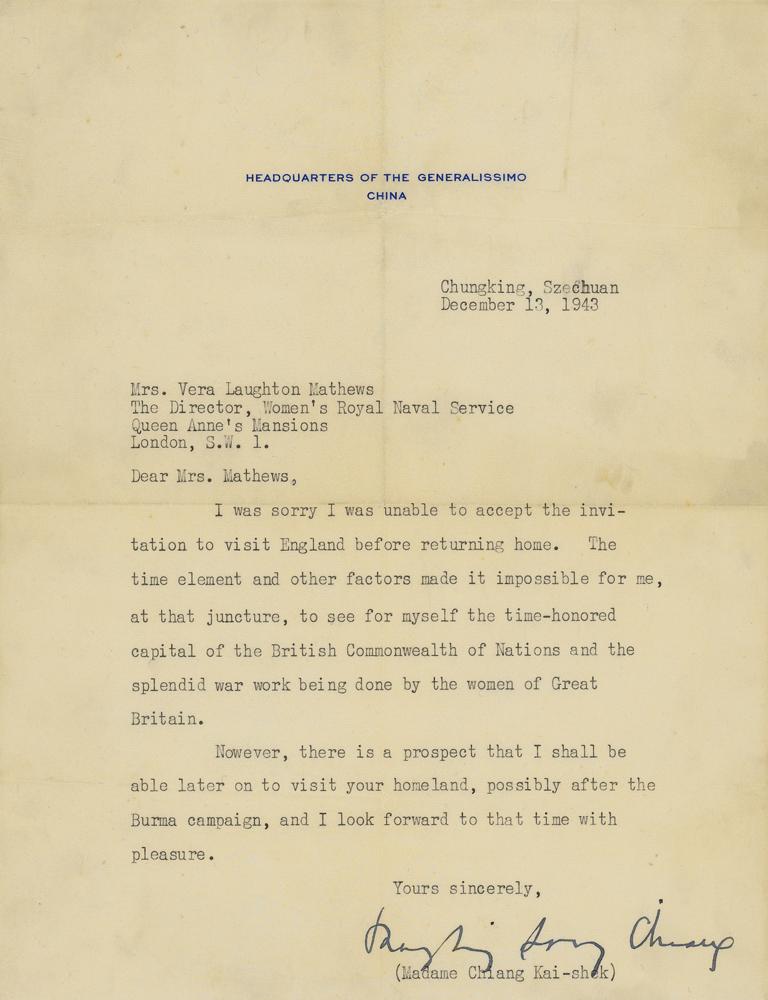 HEADQUARTERS OF THE GENERALISSIMO
CHINA
Chungking, Szechuan
December 13, 1943
Mrs. Vera Laughton Mathews
The Director, Women's Royal Naval Service
Queen Anne's Mansions
London, S.W. 1.
Dear Mrs. Mathews,
I was sorry I was unable to accept the invi-
tation to visit England before returning home. The
time element and other factors made it impossible for me,
at that juncture, to see for myself the time-honored
capital of the British Commonwealth of Nations and the
splendid war work being done by the women of Great
Britain.
Nowever, there is a prospect that I shall be
able later on to visit your homeland, possibly after the
Burma campaign, and I look forward to that time with
pleasure.
Yours sincerely,
Mayling Soong Chiang
(Madame Chiang Kai-shek)